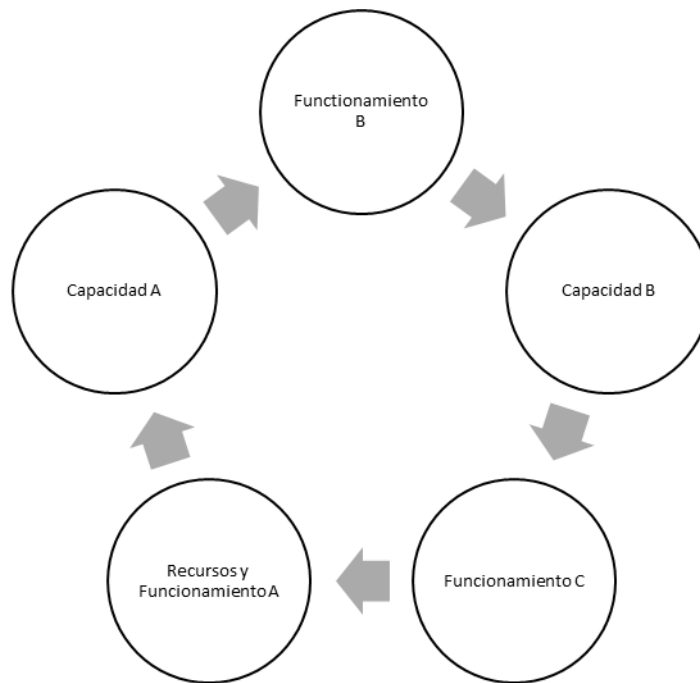 Functionamiento
B
Capacidad A
Capacidad B
Recursos y
Funcionamiento A
Funcionamiento C